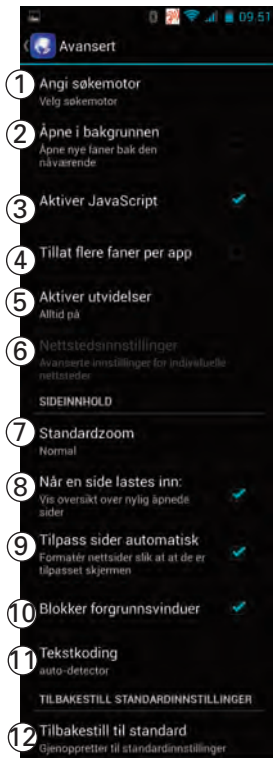 09.51
Avansert
1 Angi søkemotor
Velg søkemotor
2 Åpne i bakgrunnen
Åpne nye faner bak den
nåværende
3 Aktiver JavaScript
4 Tillat flere faner per app
5 Aktiver utvidelser
Alltid på
6 Nettstedsinnstillinger
Avanserte innstillinger for individuelle
nettsteder
SIDEINNHOLD
7 Standardzoom
Normal
8 Når en side lastes inn:
Vis oversikt over nylig åpnede
sider
9 Tilpass sider automatisk
Formatér nettsider slik at at de er
tilpasset skjermen
10 Blokker forgrunnsvinduer
11 Tekstkoding
auto-detector
TILBAKESTILL STANDARDINNSTILLINGER
12 Tilbakestill til standard
Gjenoppretter til standardinnstillinger